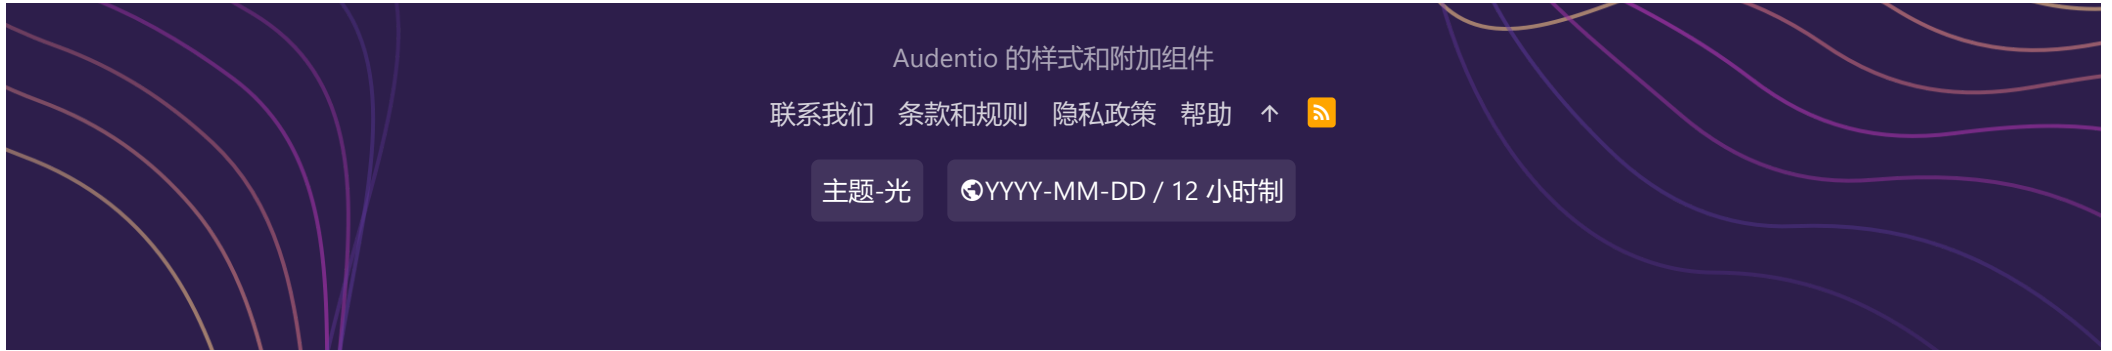 Audentio 的样式和附加组件
联系我们 条款和规则 隐私政策 帮助 ↑
主题-光 YYYY-MM-DD / 12 小时制